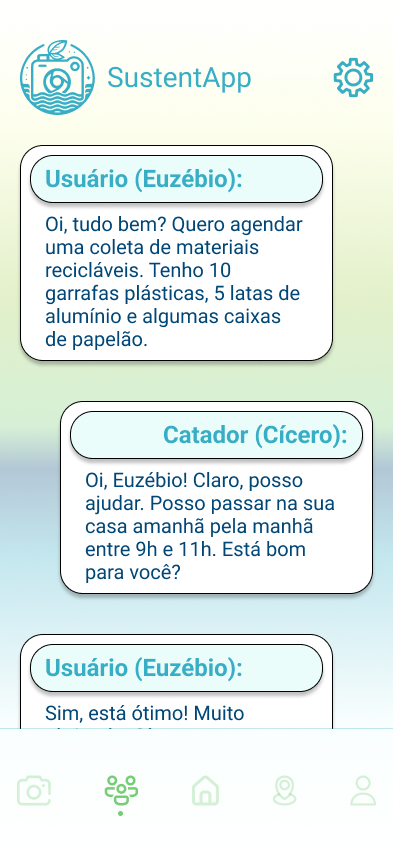 SustentApp
Usuário (Euzébio):
Oi, tudo bem? Quero agendar
uma coleta de materiais
recicláveis. Tenho 10
garrafas plásticas, 5 latas de
alumínio e algumas caixas
de papelão.
Catador (Cícero):
Oi, Euzébio! Claro, posso
ajudar. Posso passar na sua
casa amanhã pela manhã
entre 9h e 11h. Está bom
para você?
Usuário (Euzébio):
Sim, está ótimo! Muito